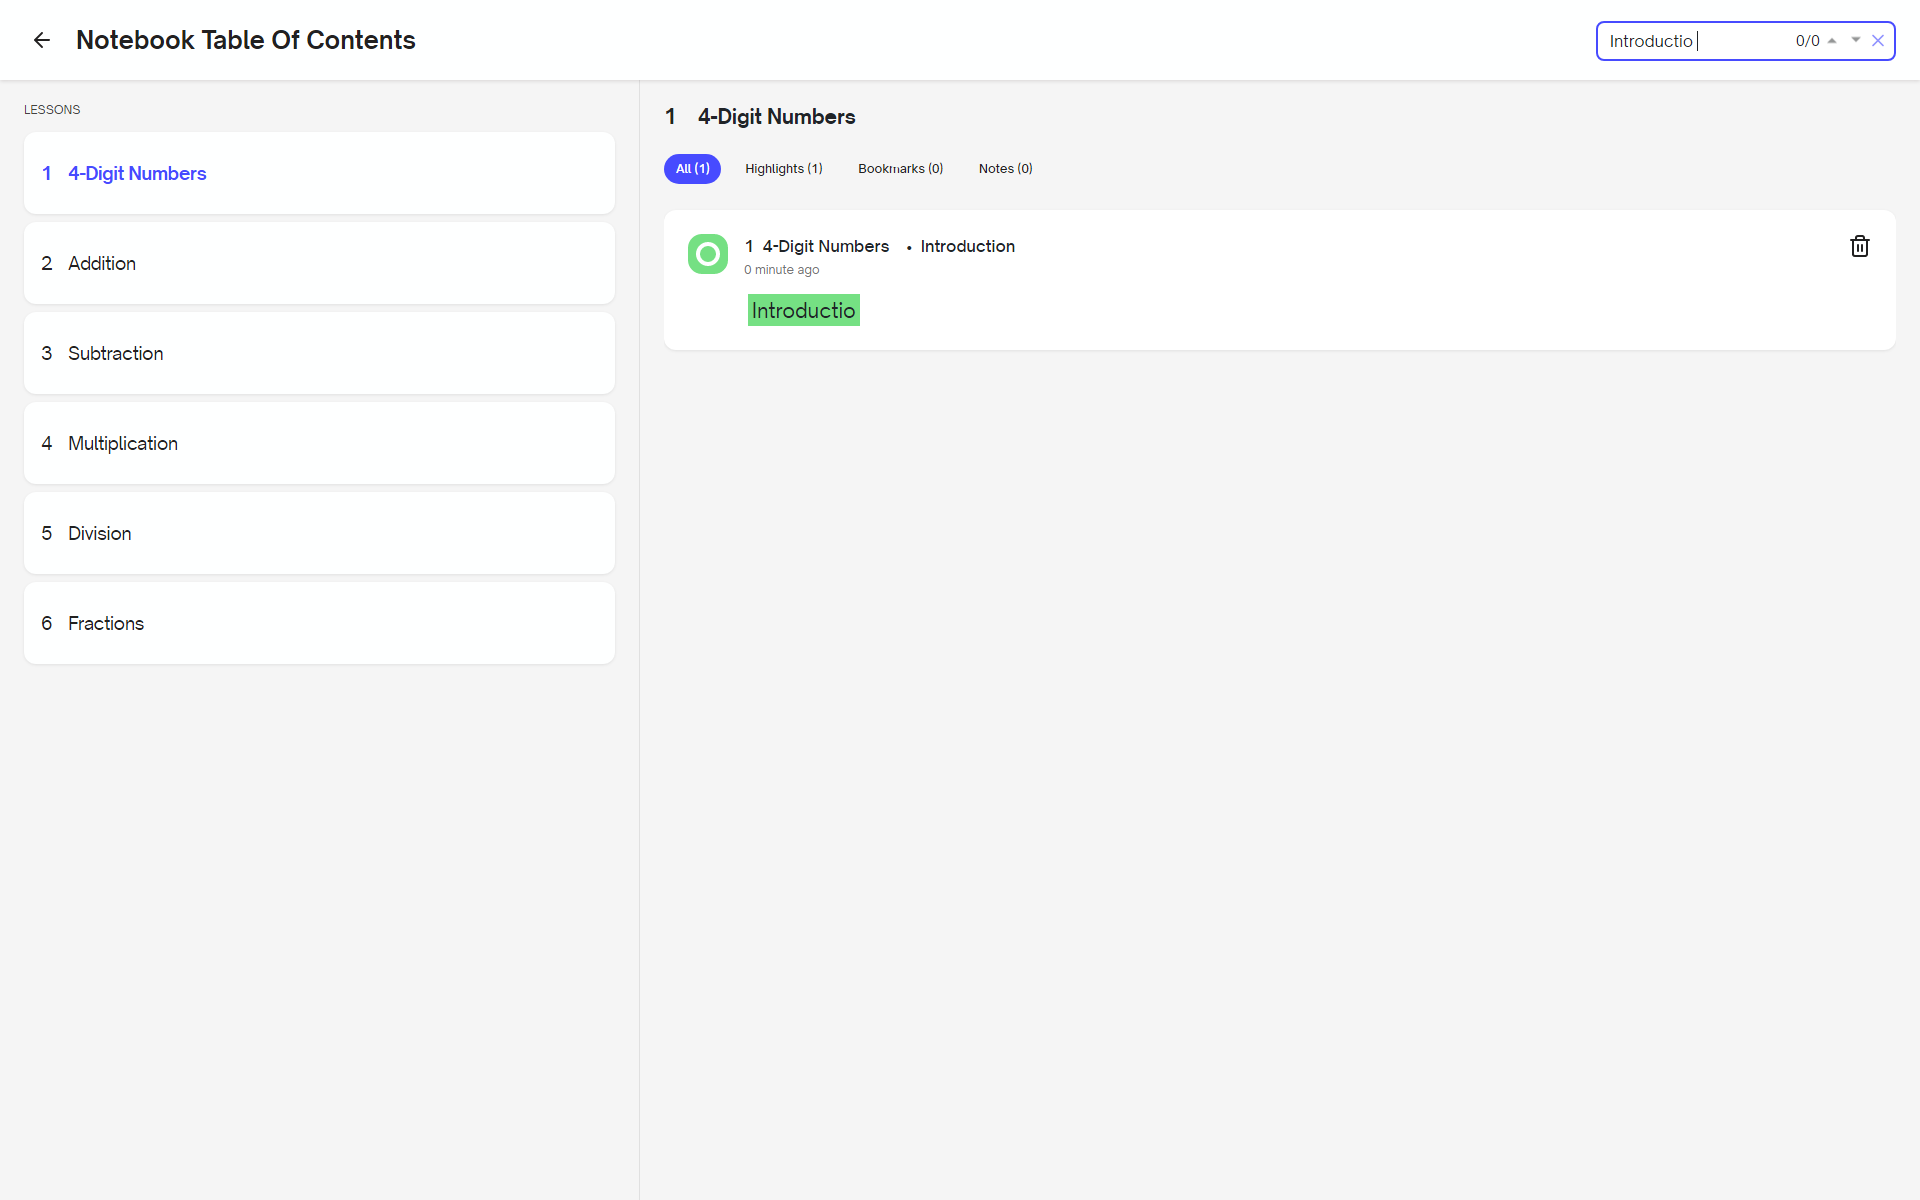 Notebook Table Of Contents
Introductio 0/0
LESSONS
1 4-Digit Numbers
2 Addition
3 Subtraction
4 Multiplication
5 Division
6 Fractions
1 4-Digit Numbers
All (1) Highlights (1) Bookmarks (0) Notes (0)
1 4-Digit Numbers • Introduction
0 minute ago
Introductio